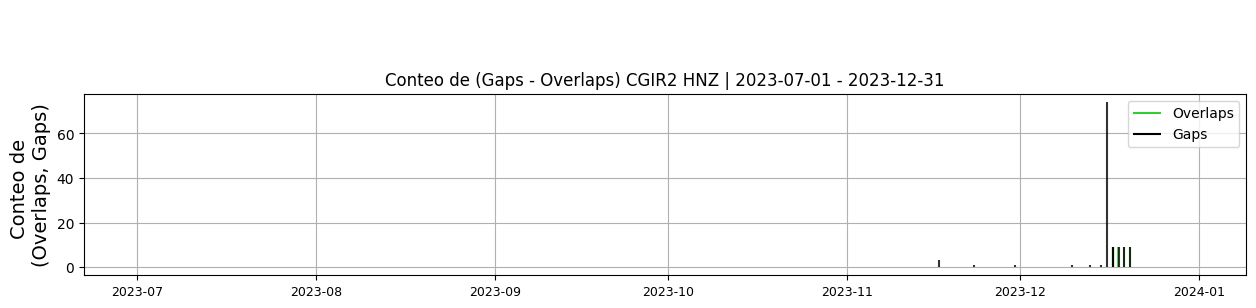 Conteo de (Gaps - Overlaps) CGIR2 HNZ | 2023-07-01 - 2023-12-31
Conteo de
(Overlaps, Gaps)
60
40
20
0
Overlaps
Gaps
2023-07
2023-08
2023-09
2023-10
2023-11
2023-12
2024-01